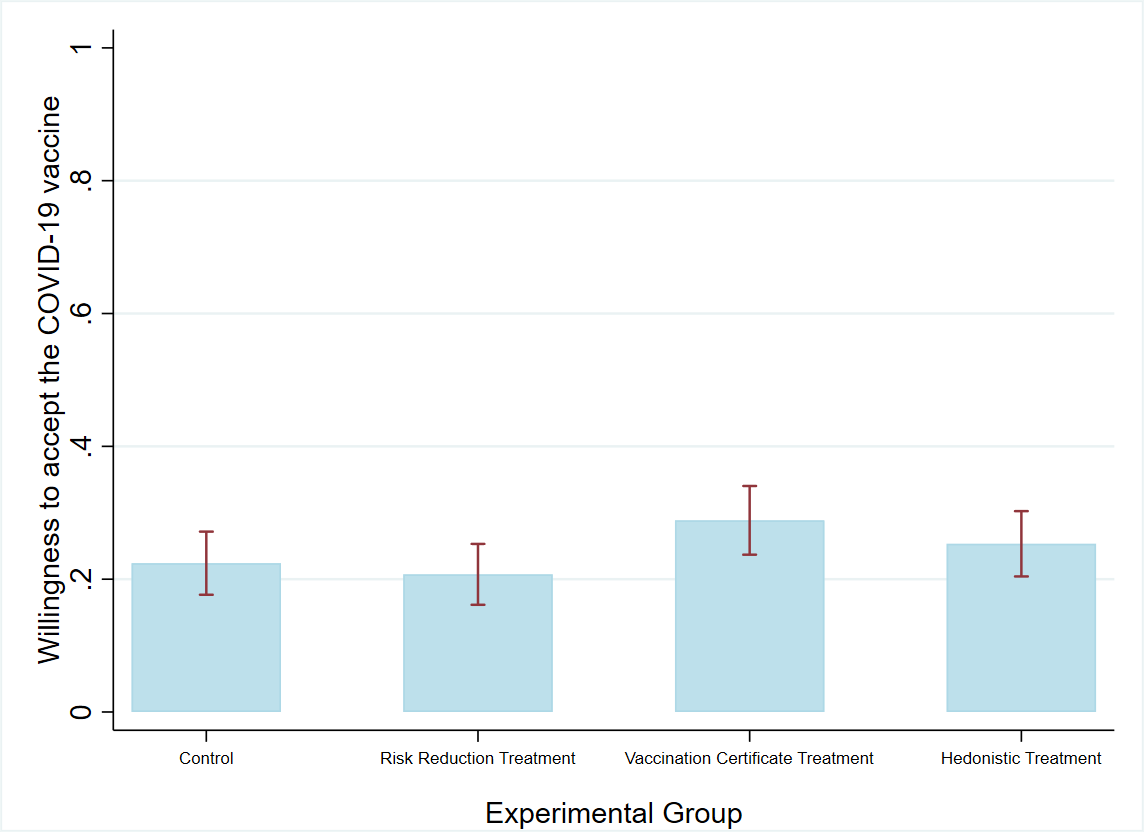 Willingness to accept the COVID-19 vaccine
1
.8
.6
.4
.2
0
Control
Risk Reduction Treatment
Vaccination Certificate Treatment
Hedonistic Treatment
Experimental Group